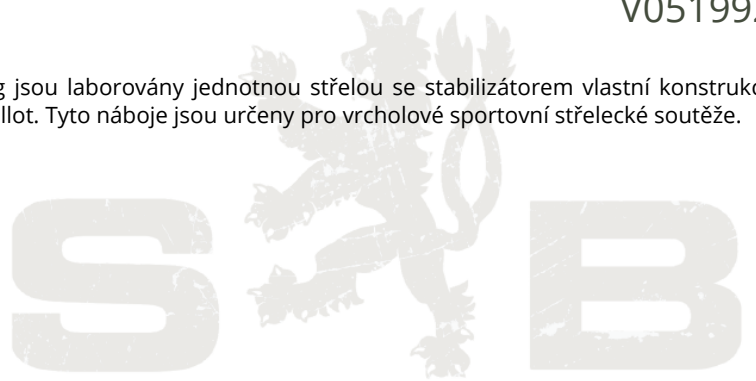 V05199
g jsou laborovány jednotnou střelou se stabilizátorem vlastní konstrukc
llot. Tyto náboje jsou určeny pro vrcholové sportovní střelecké soutěže.
S B